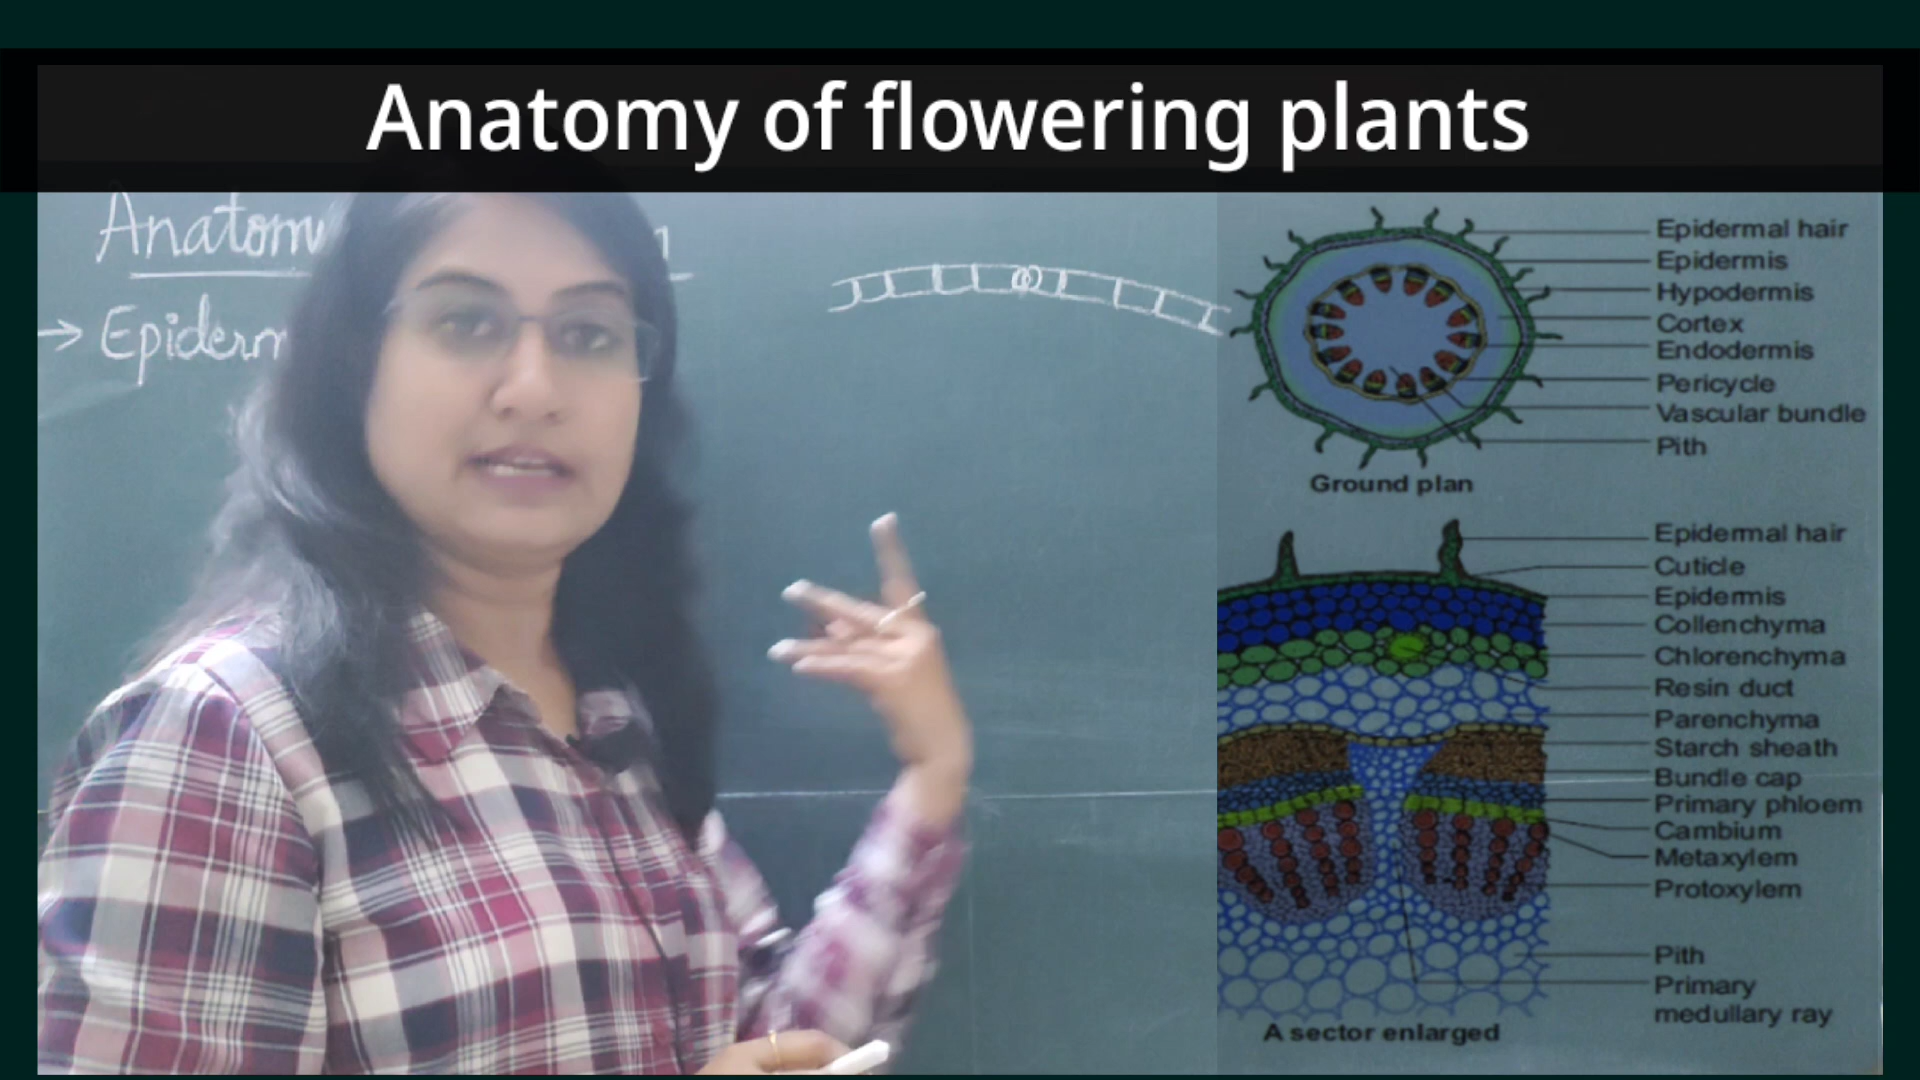 Anatomy of flowering plants
Anatom
→ Epiderm
Epidermal hair
Epidermis
Hypodermis
Cortex
Endodermis
Pericycle
Vascular bundle
Pith
Ground plan
Epidermal hair
Cuticle
Epidermis
Collenchyma
Chlorenchyma
Resin duct
Parenchyma
Starch sheath
Bundle cap
Primary phloem
Cambium
Metaxylem
Protoxylem
Pith
Primary
medullary ray
A sector enlarged